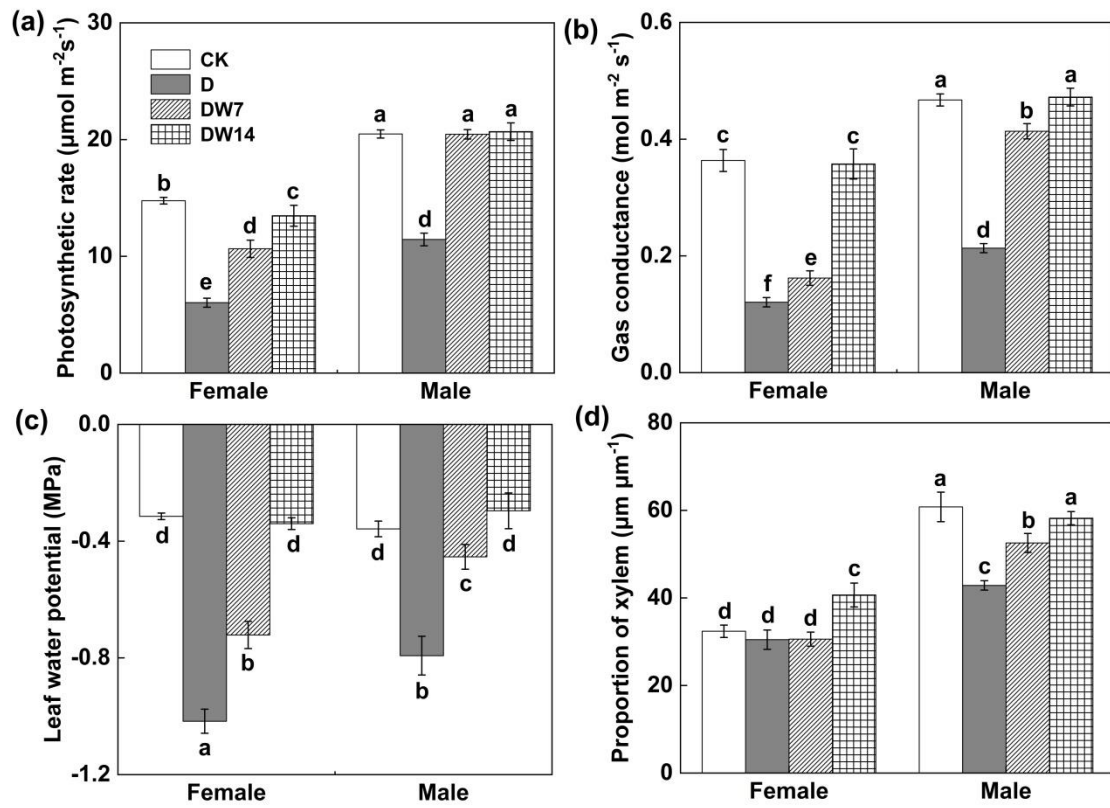 (a)
Photosynthetic rate (μmol m⁻²s⁻¹)
30
20
10
0
CK
D
DW7
DW14
b
e
d
c
a
d
a
a
Female
Male
(b)
Gas conductance (mol m⁻² s⁻¹)
0.6
0.4
0.2
0.0
c
f
e
c
a
d
b
a
Female
Male
(c)
Leaf water potential (MPa)
0.0
-0.4
-0.8
-1.2
d
a
b
d
d
b
c
d
Female
Male
(d)
Proportion of xylem (μm μm⁻¹)
80
60
40
20
0
d
d
d
c
a
c
b
a
Female
Male